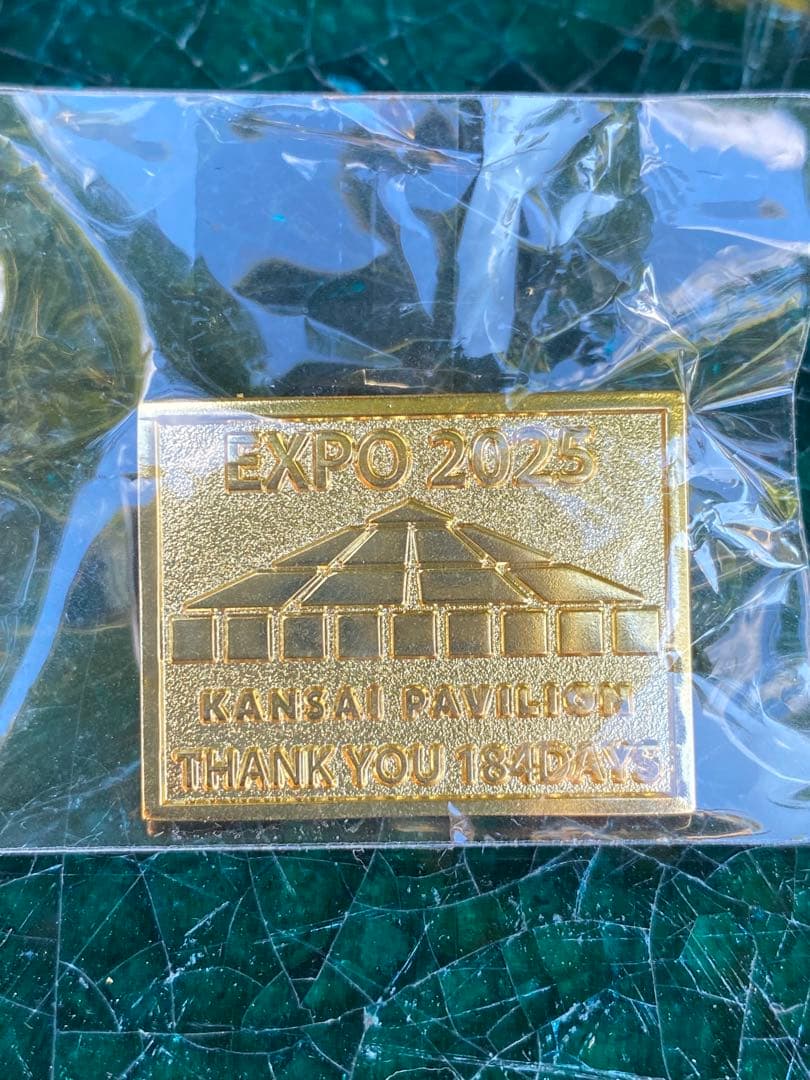 EXPO 2025
KANSAI PAVILION
THANK YOU 184DAYS